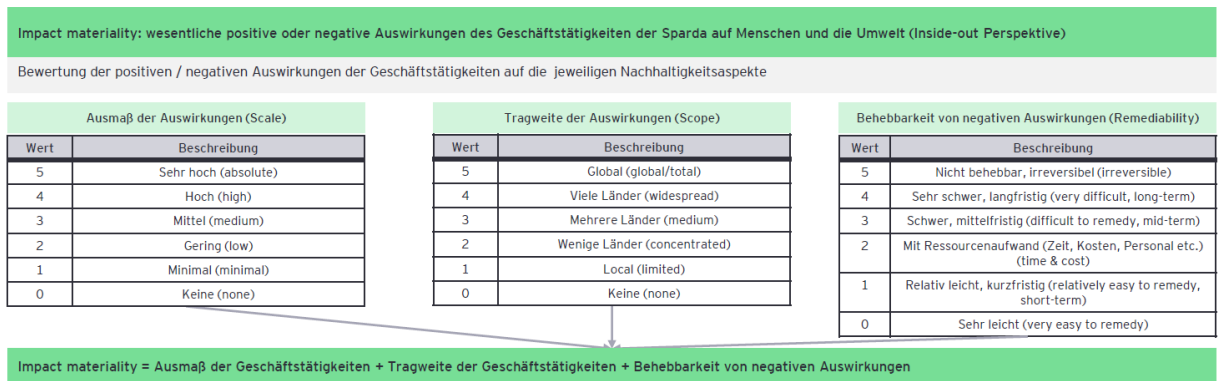 Impact materiality: wesentliche positive oder negative Auswirkungen des Geschäftstätigkeiten der Sparda auf Menschen und die Umwelt (Inside-out Perspektive)
Bewertung der positiven / negativen Auswirkungen der Geschäftstätigkeiten auf die jeweiligen Nachhaltigkeitsaspekte
Ausmaß der Auswirkungen (Scale)
Wert Beschreibung
5 Sehr hoch (absolute)
4 Hoch (high)
3 Mittel (medium)
2 Gering (low)
1 Minimal (minimal)
0 Keine (none)
Tragweite der Auswirkungen (Scope)
Wert Beschreibung
5 Global (global/total)
4 Viele Länder (widespread)
3 Mehrere Länder (medium)
2 Wenige Länder (concentrated)
1 Local (limited)
0 Keine (none)
Behebbarkeit von negativen Auswirkungen (Remediability)
Wert Beschreibung
5 Nicht behebbar, irreversibel (irreversible)
4 Sehr schwer, langfristig (very difficult, long-term)
3 Schwer, mittelfristig (difficult to remedy, mid-term)
2 Mit Ressourcenaufwand (Zeit, Kosten, Personal etc.)
(time & cost)
1 Relativ leicht, kurzfristig (relatively easy to remedy,
short-term)
0 Sehr leicht (very easy to remedy)
Impact materiality = Ausmaß der Geschäftstätigkeiten + Tragweite der Geschäftstätigkeiten + Behebbarkeit von negativen Auswirkungen